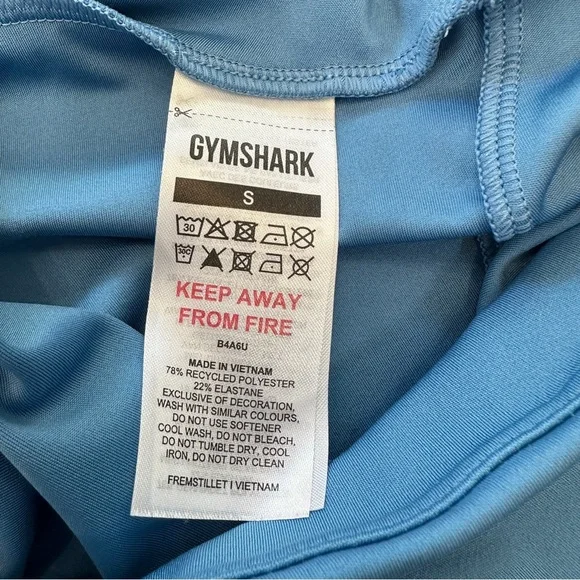 GYMSHARK
S
30
30C
KEEP AWAY
FROM FIRE
B4A6U
MADE IN VIETNAM
78% RECYCLED POLYESTER
22% ELASTANE
EXCLUSIVE OF DECORATION,
WASH WITH SIMILAR COLOURS,
DO NOT USE SOFTENER
COOL WASH, DO NOT BLEACH.
DO NOT TUMBLE DRY, COOL
IRON, DO NOT DRY CLEAN
FREMSTILLET I VIETNAM